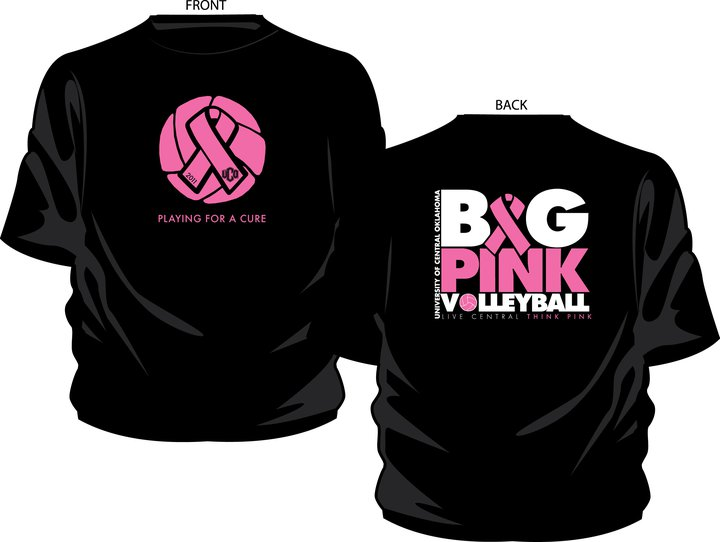 FRONT
2011
UCO
PLAYING FOR A CURE
BACK
UNIVERSITY OF CENTRAL OKLAHOMA
BIG
PINK
VOLLEYBALL
LIVE CENTRAL THINK PINK